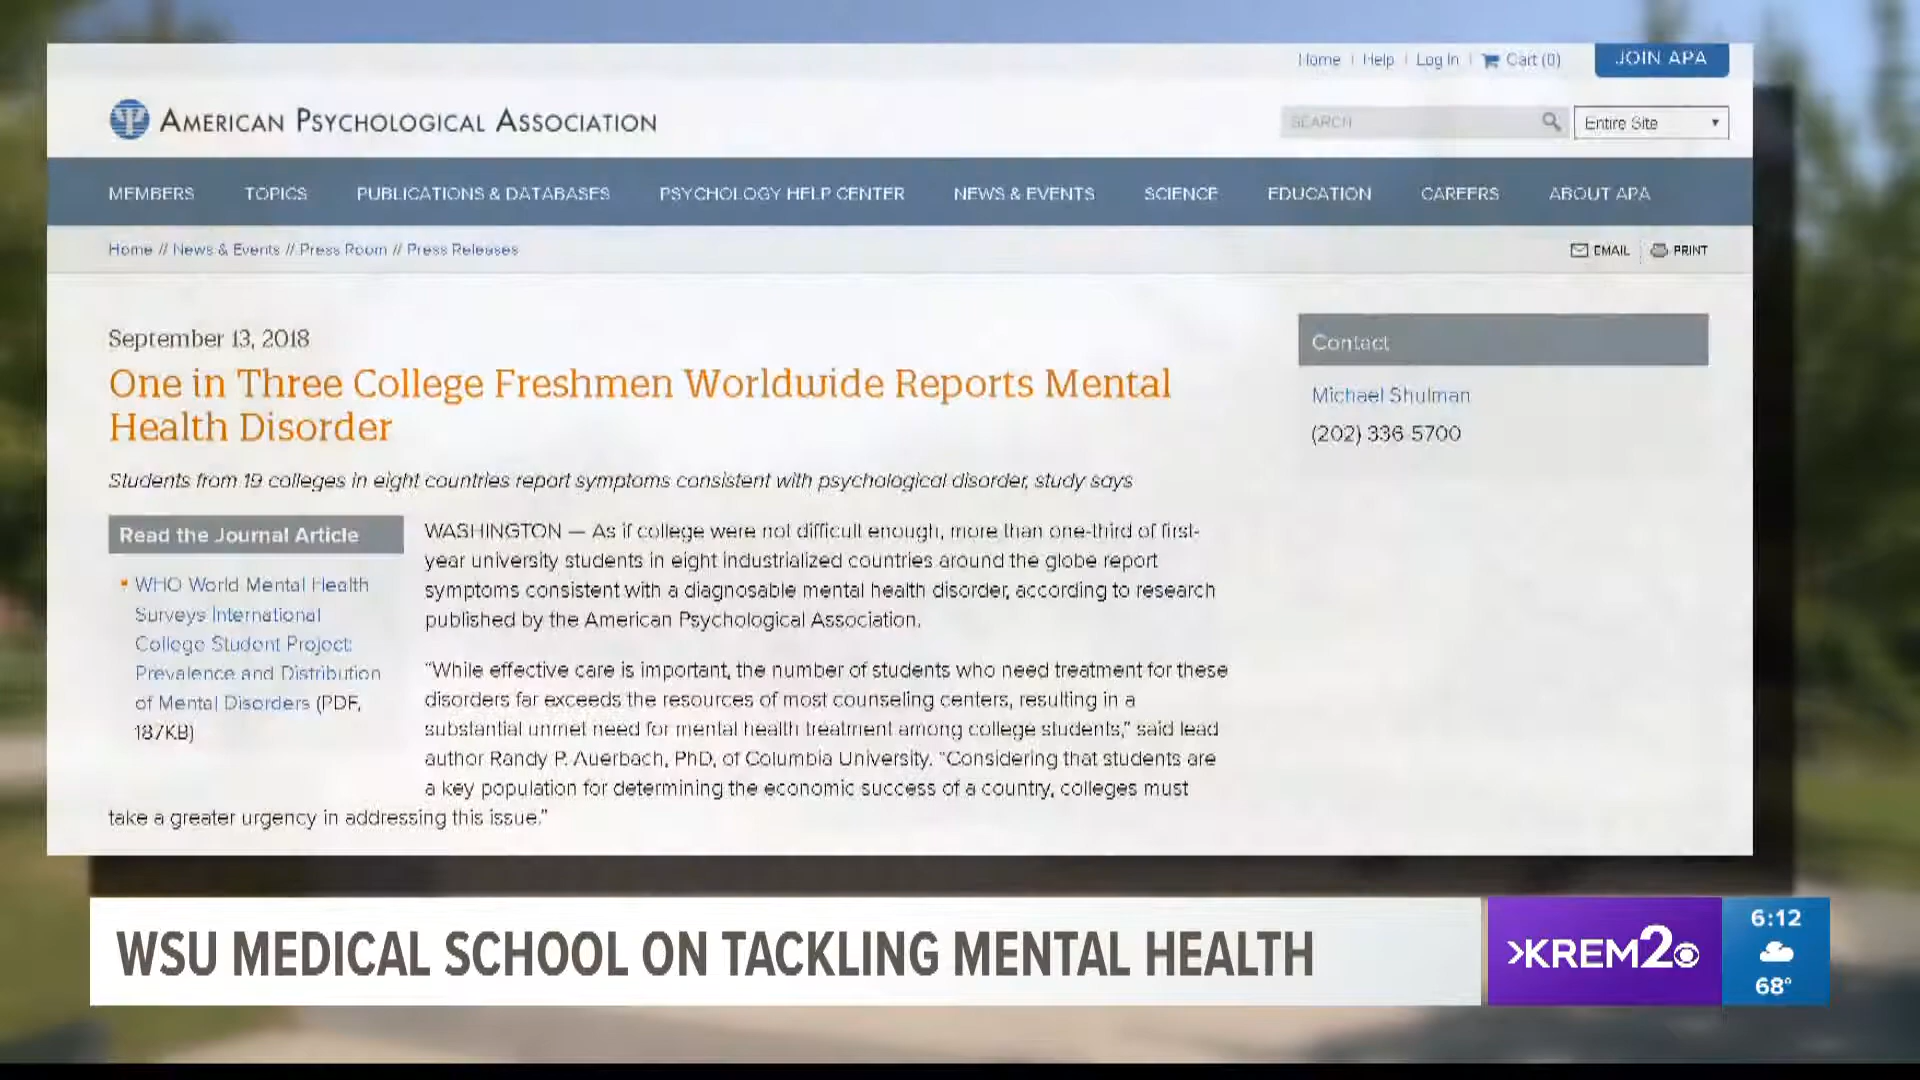 Home | Help | Log In | Cart (0) JOIN APA
AMERICAN PSYCHOLOGICAL ASSOCIATION
SEARCH Entire Site
MEMBERS TOPICS PUBLICATIONS & DATABASES PSYCHOLOGY HELP CENTER NEWS & EVENTS SCIENCE EDUCATION CAREERS ABOUT APA
Home // News & Events // Press Room // Press Releases
EMAIL PRINT
September 13, 2018
One in Three College Freshmen Worldwide Reports Mental
Health Disorder
Students from 19 colleges in eight countries report symptoms consistent with psychological disorder, study says
Read the Journal Article
WHO World Mental Health
Surveys International
College Student Project:
Prevalence and Distribution
of Mental Disorders (PDF,
187KB)
WASHINGTON — As if college were not difficult enough, more than one-third of first-
year university students in eight industrialized countries around the globe report
symptoms consistent with a diagnosable mental health disorder, according to research
published by the American Psychological Association.
"While effective care is important, the number of students who need treatment for these
disorders far exceeds the resources of most counseling centers, resulting in a
substantial unmet need for mental health treatment among college students," said lead
author Randy P. Auerbach, PhD, of Columbia University. "Considering that students are
a key population for determining the economic success of a country, colleges must
take a greater urgency in addressing this issue."
Contact
Michael Shulman
(202) 336-5700
WSU MEDICAL SCHOOL ON TACKLING MENTAL HEALTH
KREM2
6:12
68°